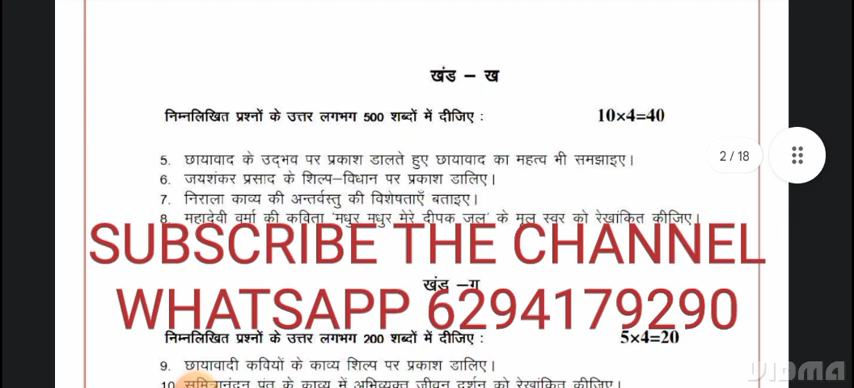 खंड – ख
निम्नलिखित प्रश्नों के उत्तर लगभग 500 शब्दों में दीजिए : 10×4=40
5. छायावाद के उद्भव पर प्रकाश डालते हुए छायावाद का महत्व भी समझाइए।
2 / 18
6. जयशंकर प्रसाद के शिल्प–विधान पर प्रकाश डालिए।
7. निराला काव्य की अन्तर्वस्तु की विशेषताएँ बताइए।
8. महादेवी वर्मा की कविता 'मधुर मधुर मेरे दीपक जल' के मूल स्वर को रेखांकित कीजिए।
SUBSCRIBE THE CHANNEL
खंड –ग
WHATSAPP 6294179290
निम्नलिखित प्रश्नों के उत्तर लगभग 200 शब्दों में दीजिए : 5×4=20
9. छायावादी कवियों के काव्य शिल्प पर प्रकाश डालिए।
10. सुमित्रानंदन पंत के काव्य में अभिव्यक्त जीवन दर्शन को रेखांकित कीजिए।
VIDMA